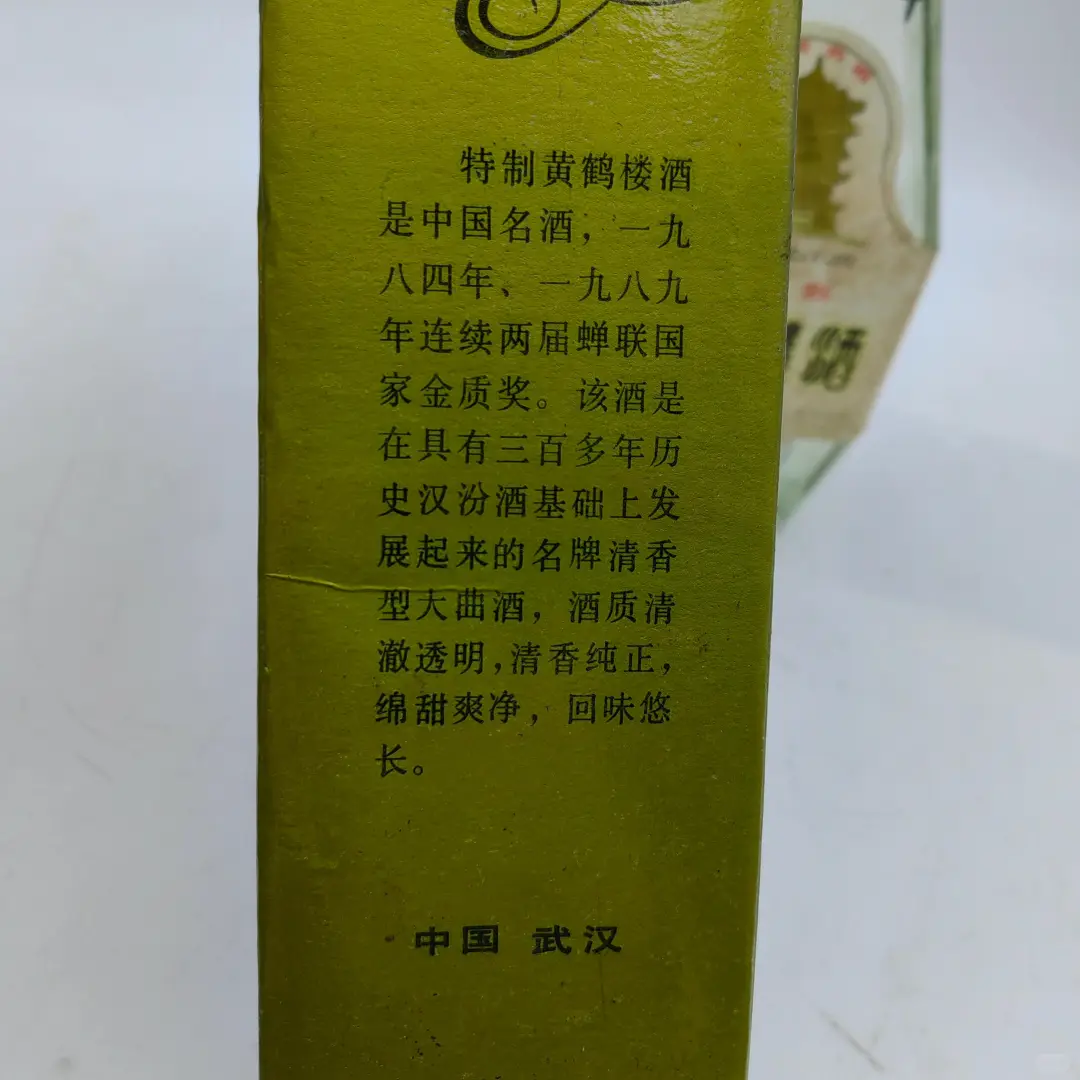 特制黄鹤楼酒
是中国名酒，一九
八四年、一九八九
年连续两届蝉联国
家金质奖。该酒是
在具有三百多年历
史汉汾酒基础上发
展起来的名牌清香
型大曲酒，酒质清
澈透明，清香纯正，
绵甜爽净，回味悠
长。
中国 武汉
酒